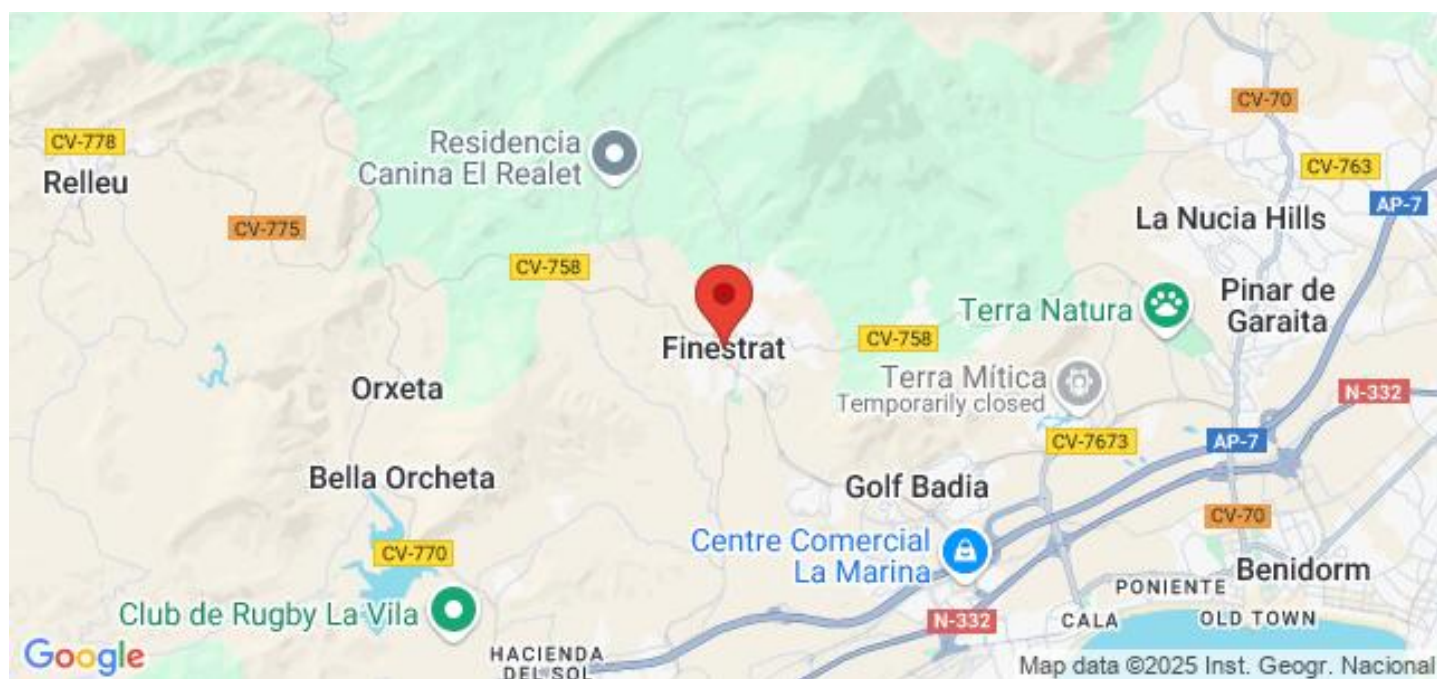 CV-70
CV-778
Residencia
Canina El Realet
CV-763
Relleu
AP-7
La Nucia Hills
CV-775
CV-758
Terra Natura
Pinar de
Garaita
CV-758
Finestrat
Orxeta
Terra Mítica
Temporarily closed
N-332
CV-7673
AP-7
Bella Orcheta
Golf Badia
CV-70
Centre Comercial
La Marina
CV-770
Benidorm
PONIENTE
Club de Rugby La Vila
N-332
CALA
OLD TOWN
HACIENDA
DEL SOL
Google
Map data ©2025 Inst. Geogr. Nacional